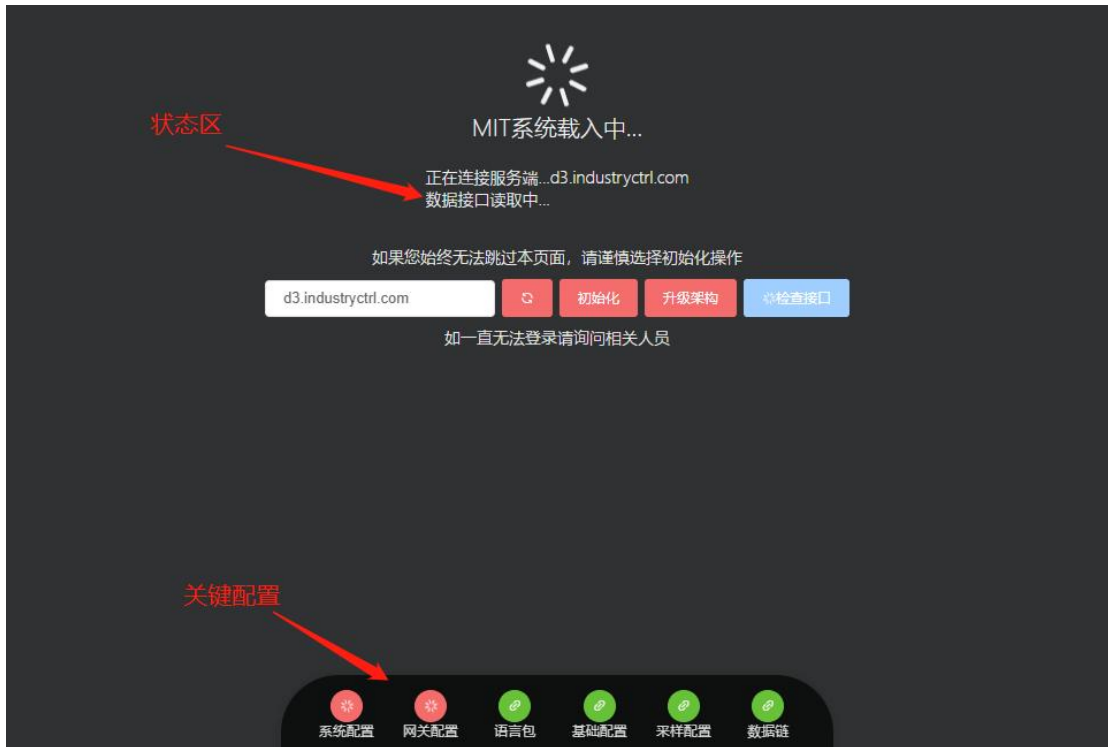 状态区
MIT系统载入中...
正在连接服务端...d3.industryctrl.com
数据接口读取中...
如果您始终无法跳过本页面，请谨慎选择初始化操作
d3.industryctrl.com 初始化 升级架构 检查接口
如一直无法登录请询问相关人员
关键配置
系统配置 网关配置 语言包 基础配置 采样配置 数据链